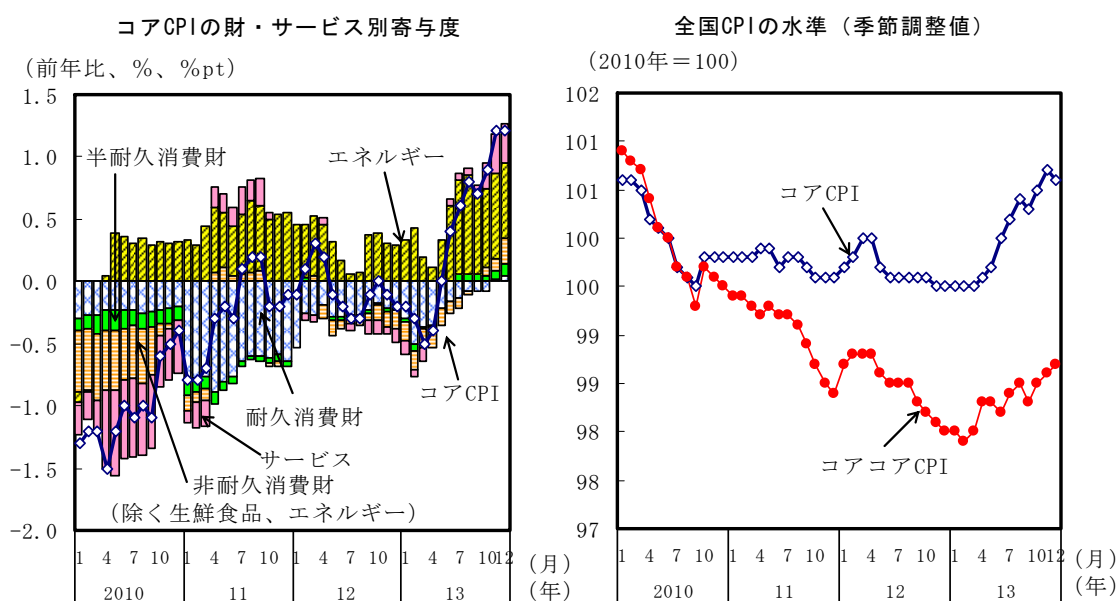 コアCPIの財・サービス別寄与度
(前年比、%、%pt)
1.5
1.0
0.5
0.0
-0.5
-1.0
-1.5
-2.0
半耐久消費財
エネルギー
コアCPI
耐久消費財
サービス
非耐久消費財
(除く生鮮食品、エネルギー)
1 4 7 10 1 4 7 10 1 4 7 10 1 4 7 10 12 (月)
2010 11 12 13 (年)
全国CPIの水準(季節調整値)
(2010年=100)
102
101
101
100
100
99
99
98
98
97
コアCPI
コアコアCPI
1 4 7 10 1 4 7 10 1 4 7 10 1 4 7 10 12 (月)
2010 11 12 13 (年)